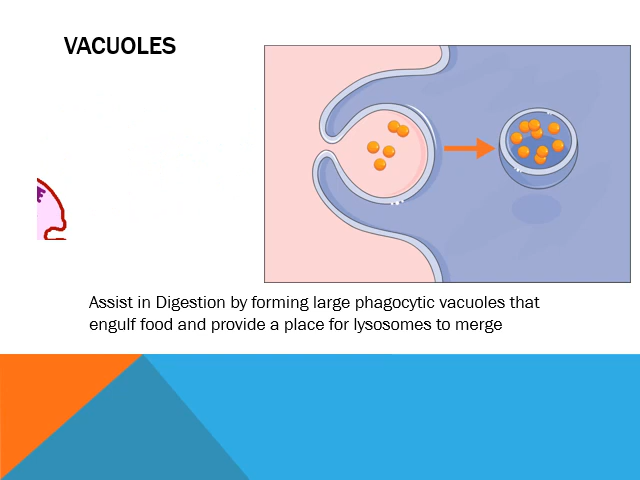 VACUOLES
Assist in Digestion by forming large phagocytic vacuoles that
engulf food and provide a place for lysosomes to merge